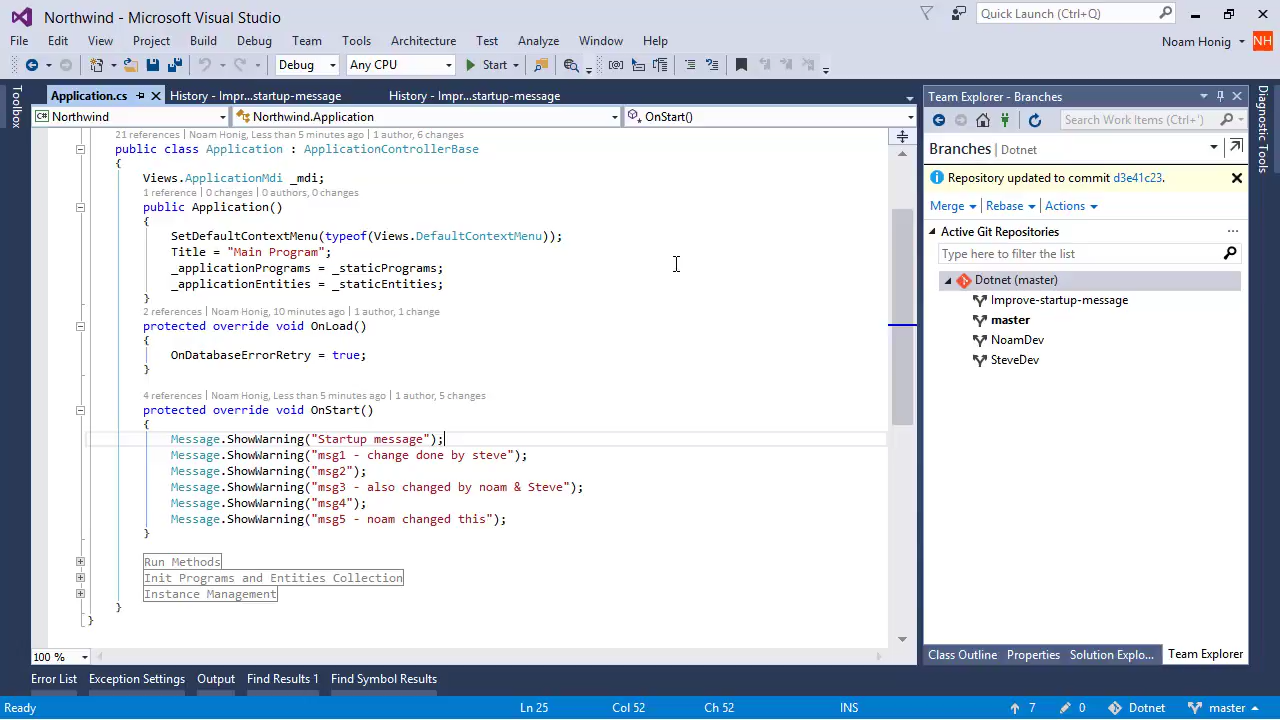 Northwind - Microsoft Visual Studio
Quick Launch (Ctrl+Q)
File Edit View Project Build Debug Team Tools Architecture Test Analyze Window Help
Noam Honig NH
Debug Any CPU Start
Toolbox
Application.cs History - Impr...startup-message History - Impr...startup-message
Northwind Northwind.Application OnStart()
21 references | Noam Honig, Less than 5 minutes ago | 1 author, 6 changes
public class Application : ApplicationControllerBase
{
Views.ApplicationMdi _mdi;
1 reference | 0 changes | 0 authors, 0 changes
public Application()
{
SetDefaultContextMenu(typeof(Views.DefaultContextMenu));
Title = "Main Program";
_applicationPrograms = _staticPrograms;
_applicationEntities = _staticEntities;
}
2 references | Noam Honig, 10 minutes ago | 1 author, 1 change
protected override void OnLoad()
{
OnDatabaseErrorRetry = true;
}
4 references | Noam Honig, Less than 5 minutes ago | 1 author, 5 changes
protected override void OnStart()
{
Message.ShowWarning("Startup message");
Message.ShowWarning("msg1 - change done by steve");
Message.ShowWarning("msg2");
Message.ShowWarning("msg3 - also changed by noam & Steve");
Message.ShowWarning("msg4");
Message.ShowWarning("msg5 - noam changed this");
}
Run Methods
Init Programs and Entities Collection
Instance Management
}
}
100 %
Team Explorer - Branches
Search Work Items (Ctrl+')
Branches | Dotnet
Repository updated to commit d3e41c23.
Merge Rebase Actions
Active Git Repositories ...
Type here to filter the list
Dotnet (master)
Improve-startup-message
master
NoamDev
SteveDev
Class Outline Properties Solution Explo... Team Explorer
Diagnostic Tools
Error List Exception Settings Output Find Results 1 Find Symbol Results
Ready Ln 25 Col 52 Ch 52 INS 7 0 Dotnet master